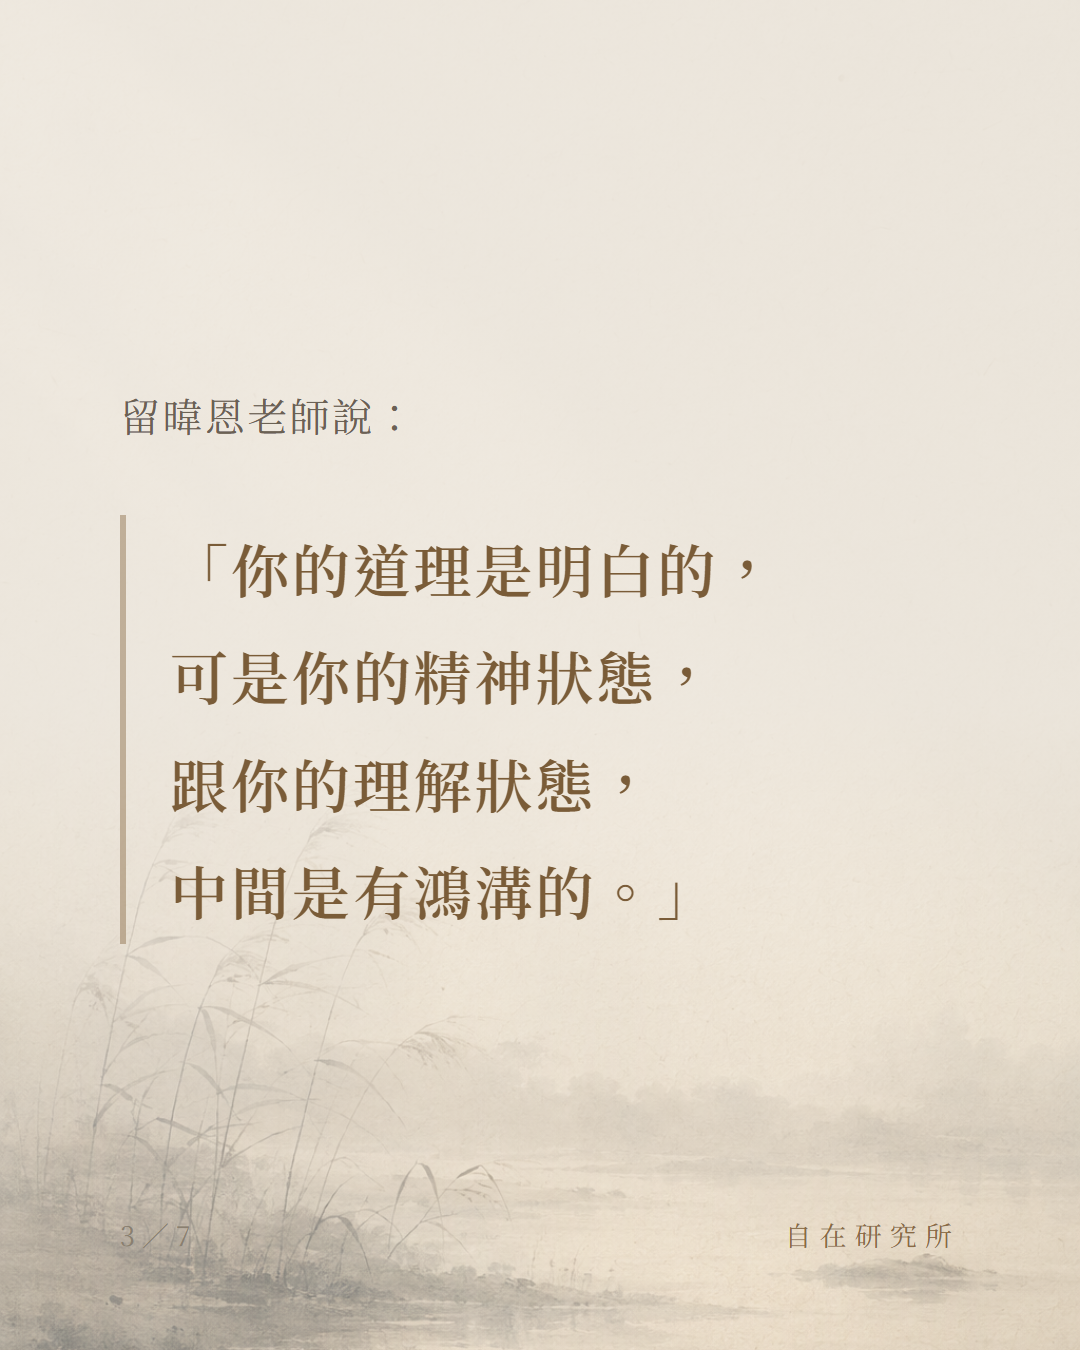 留暐恩老師說：
「你的道理是明白的，
可是你的精神狀態，
跟你的理解狀態，
中間是有鴻溝的。」
3／7
自在研究所